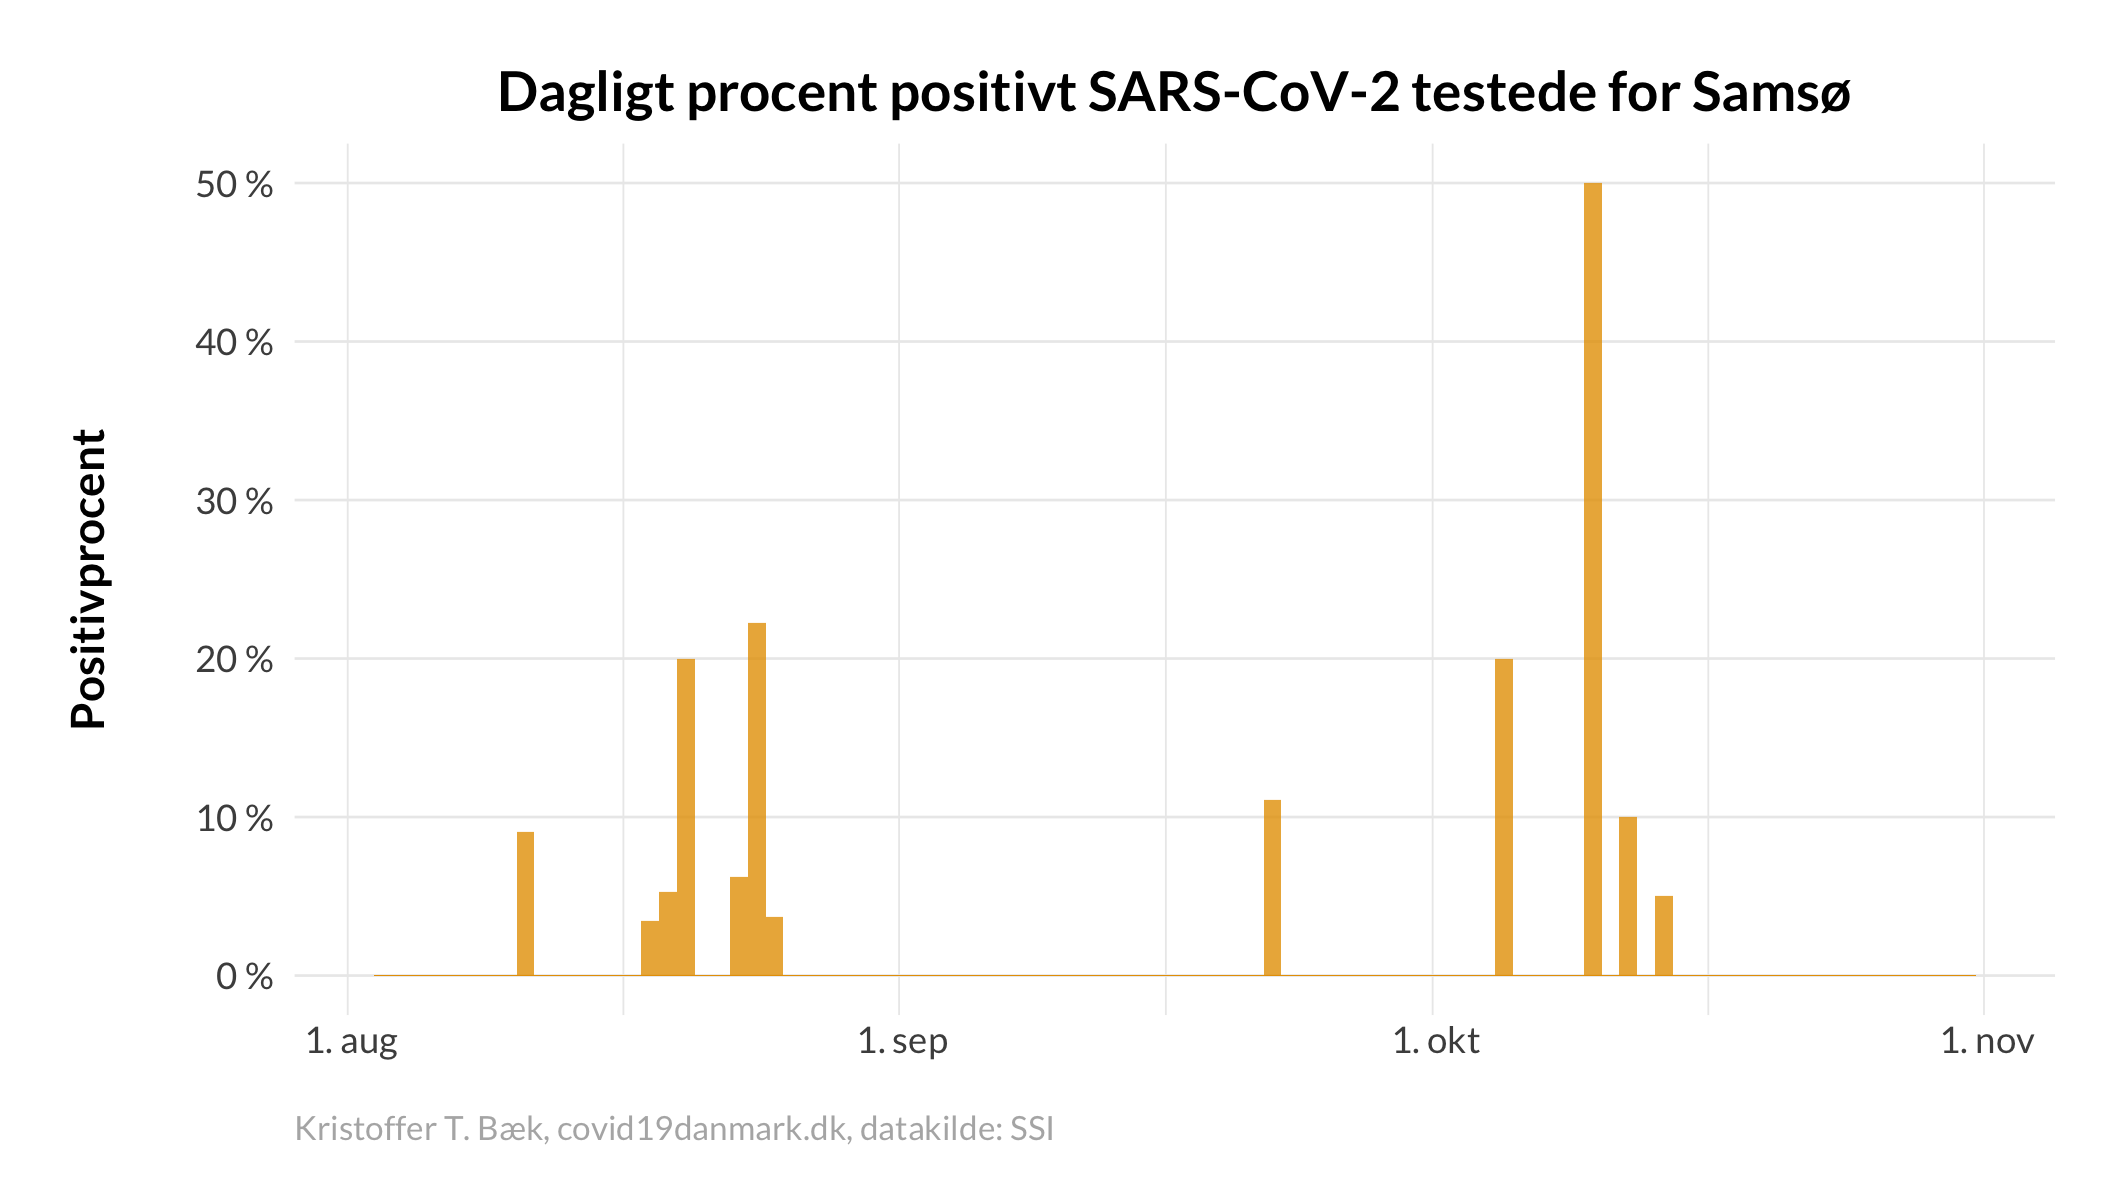 Dagligt procent positivt SARS-CoV-2 testede for Samsø
Positivprocent
50 %
40 %
30 %
20 %
10 %
0 %
1. aug
1. sep
1. okt
1. nov
Kristoffer T. Bæk, covid19danmark.dk, datakilde: SSI